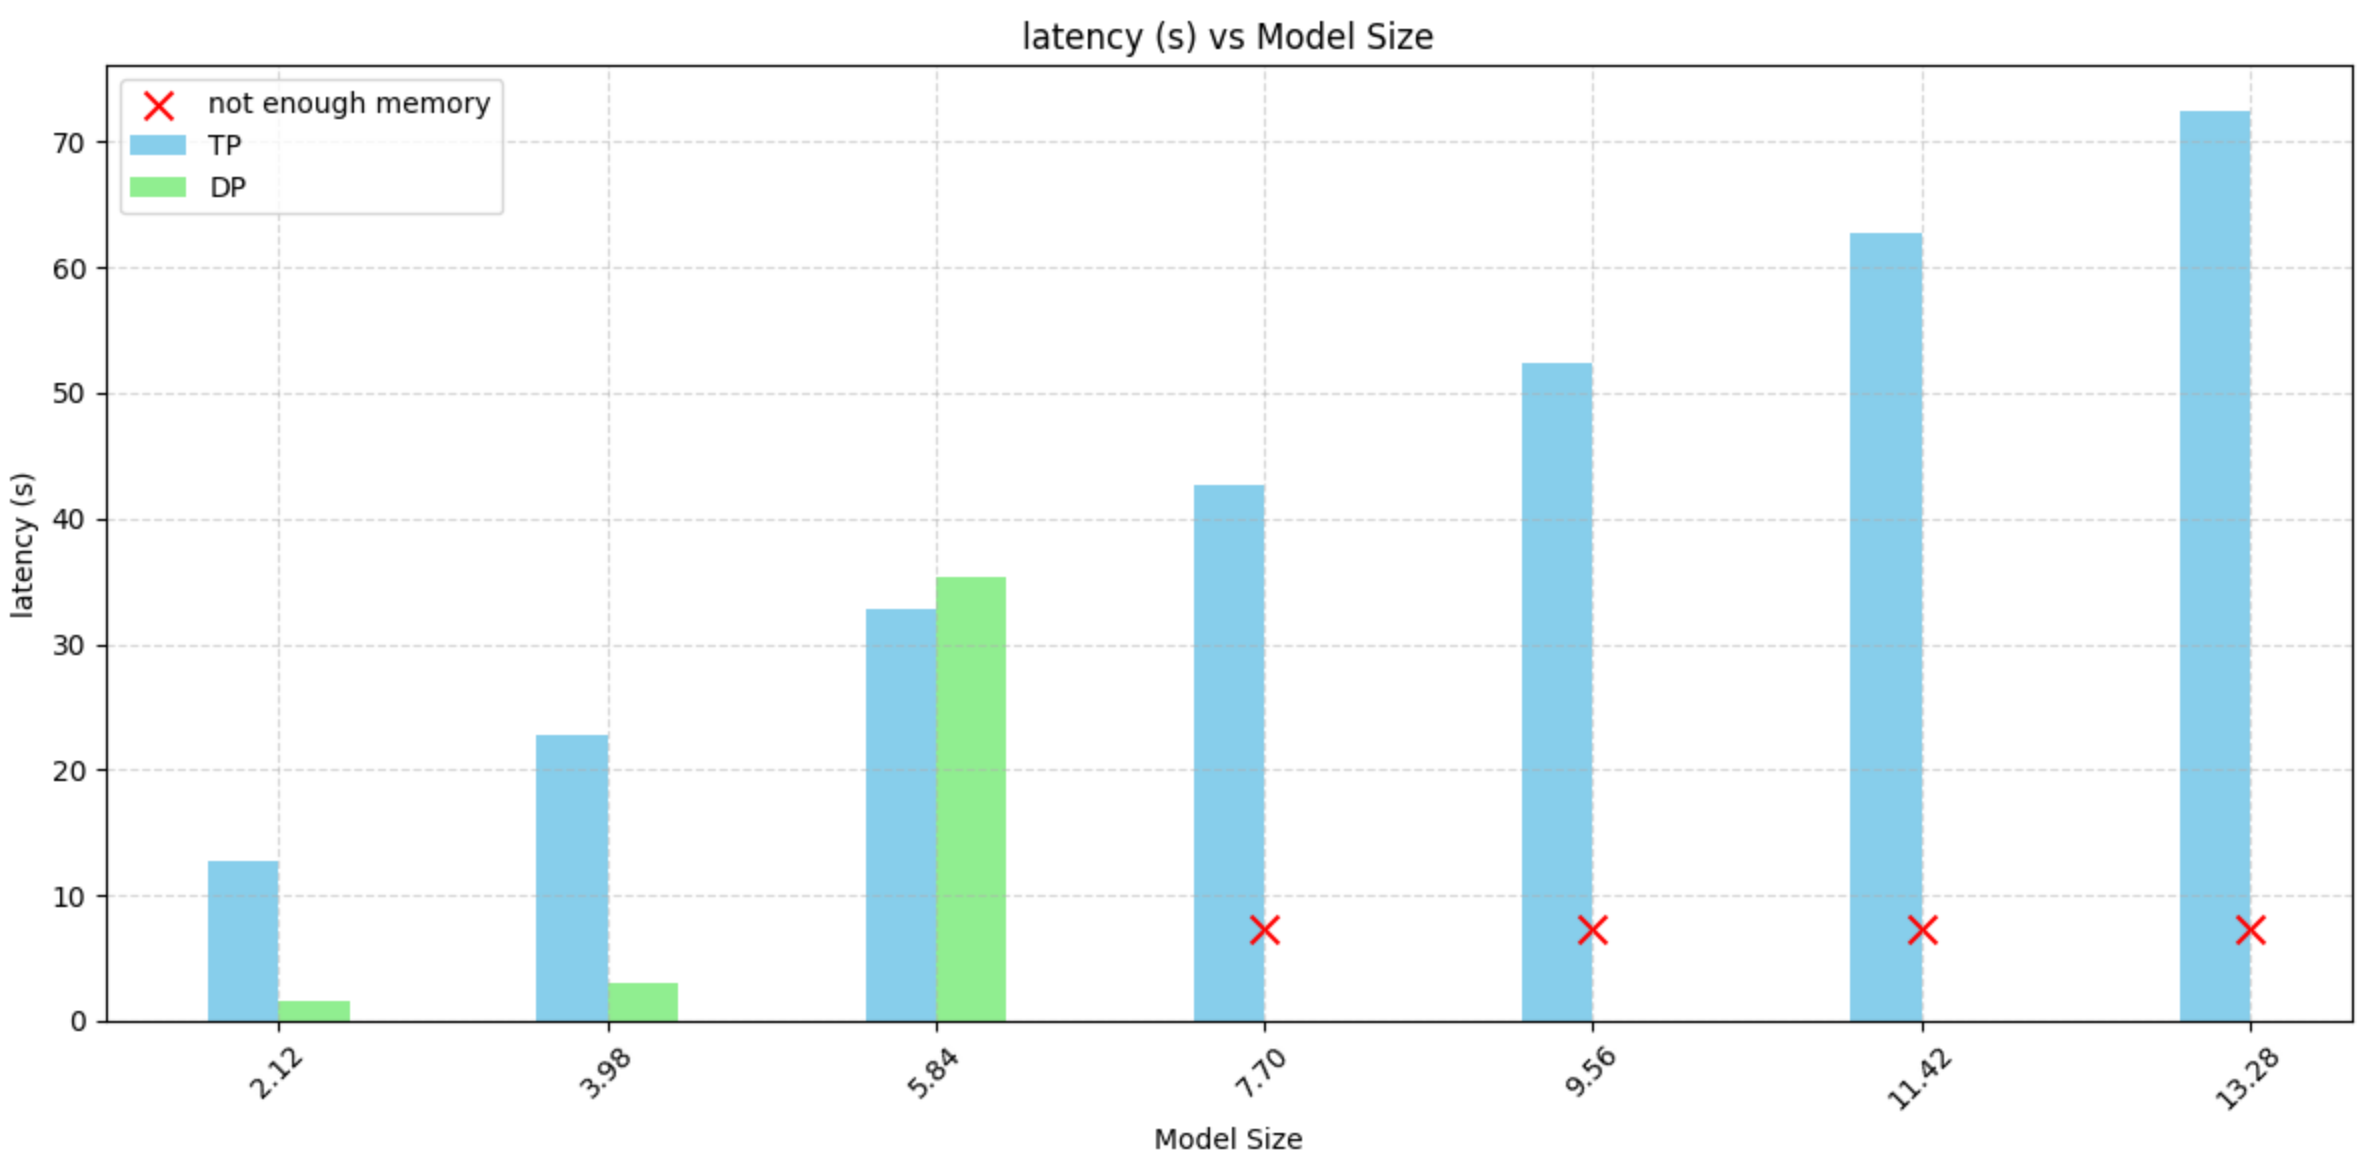 latency (s) vs Model Size
not enough memory
TP
DP
latency (s)
70
60
50
40
30
20
10
0
2.12
3.98
5.84
7.70
9.56
11.42
13.28
Model Size